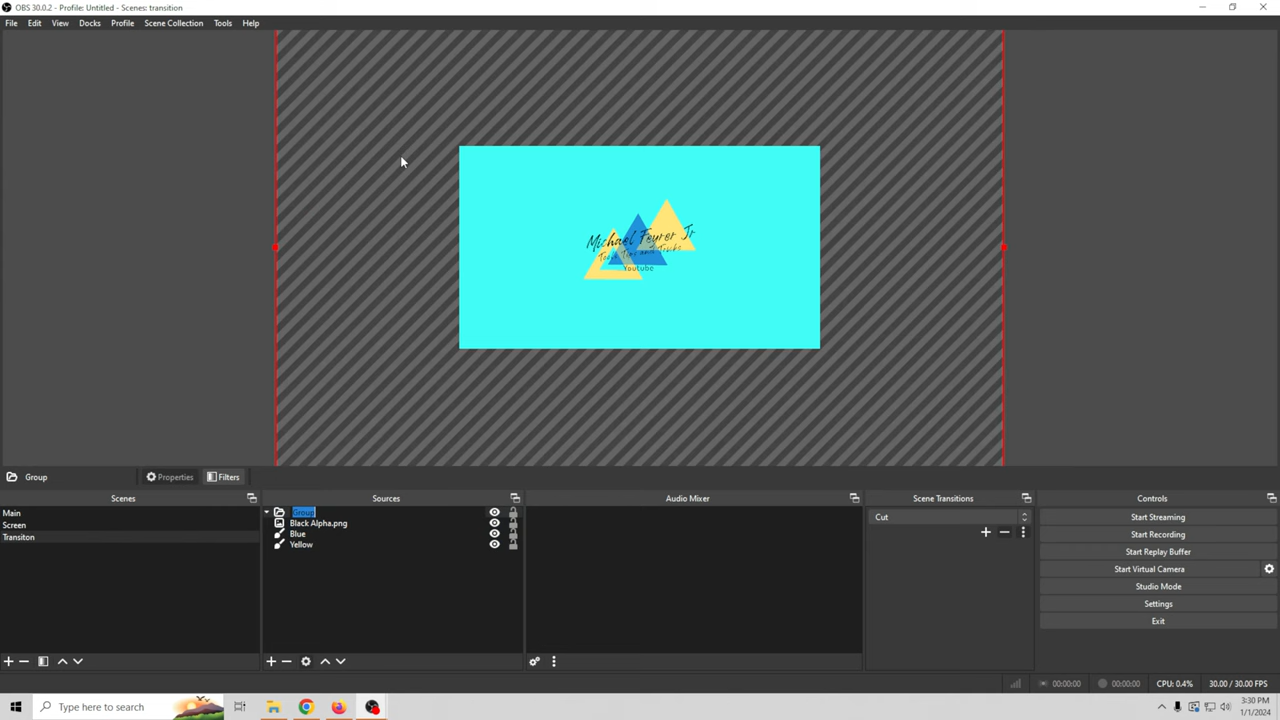 OBS 30.0.2 - Profile: Untitled - Scenes: transition
File Edit View Docks Profile Scene Collection Tools Help
Michael Feyrer Jr
Tech Tips and Tricks
Youtube
Group Properties Filters
Scenes Sources Audio Mixer Scene Transitions Controls
Main
Screen
Transiton
Group
Black Alpha.png
Blue
Yellow
Cut
Start Streaming
Start Recording
Start Replay Buffer
Start Virtual Camera
Studio Mode
Settings
Exit
00:00:00 00:00:00 CPU: 0.4% 30.00 / 30.00 FPS
Type here to search
3:30 PM
1/1/2024